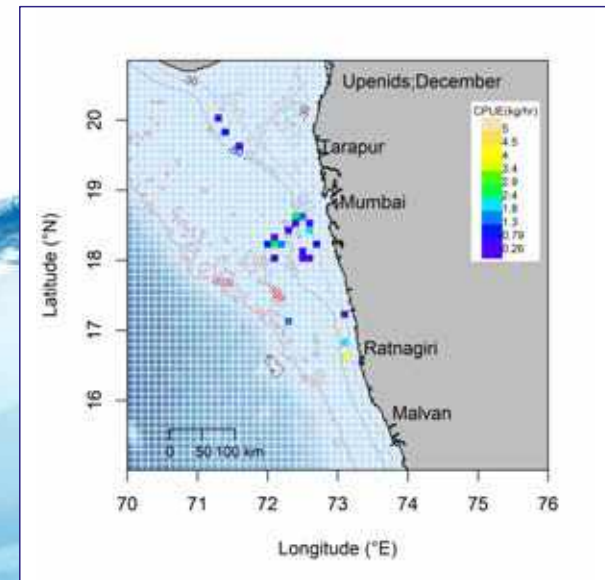 Upenids;December
CPUE(kg/hr)
5
4.5
4
3.4
2.9
2.4
1.8
1.3
0.79
0.26
Tarapur
Mumbai
Ratnagiri
Malvan
0 50 100 km
20
19
18
17
16
Latitude (°N)
70 71 72 73 74 75 76
Longitude (°E)